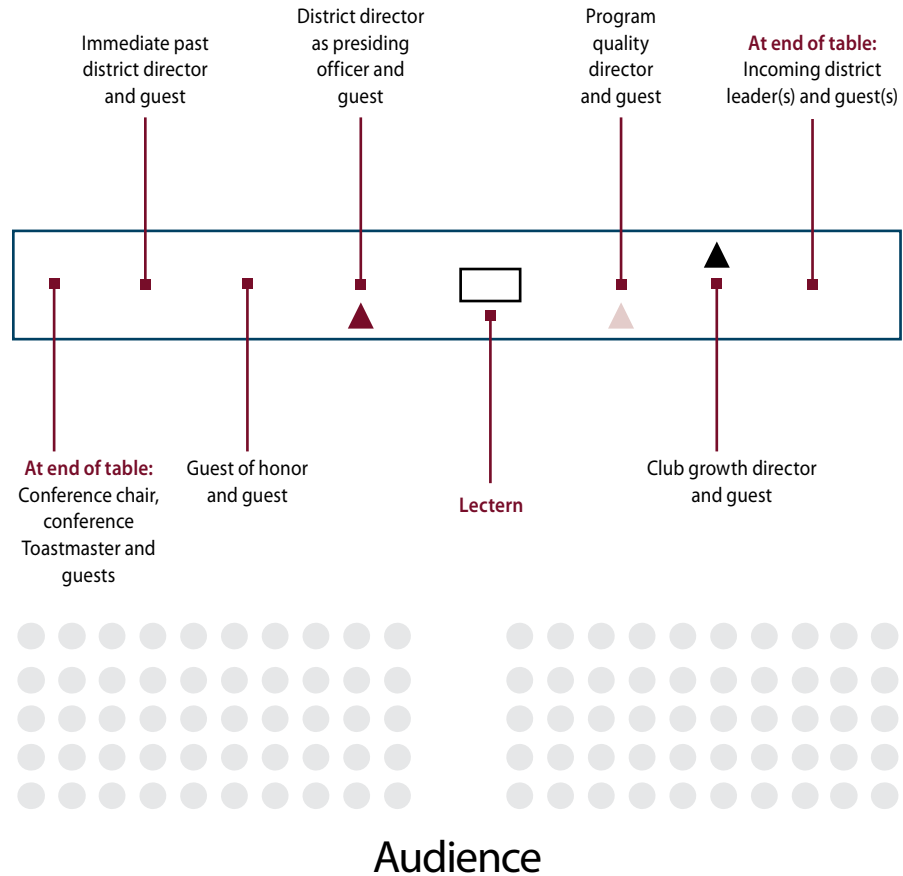 Immediate past
district director
and guest
District director
as presiding
officer and
guest
Program
quality
director
and guest
At end of table:
Incoming district
leader(s) and guest(s)
At end of table:
Conference chair,
conference
Toastmaster and
guests
Guest of honor
and guest
Lectern
Club growth director
and guest
Audience